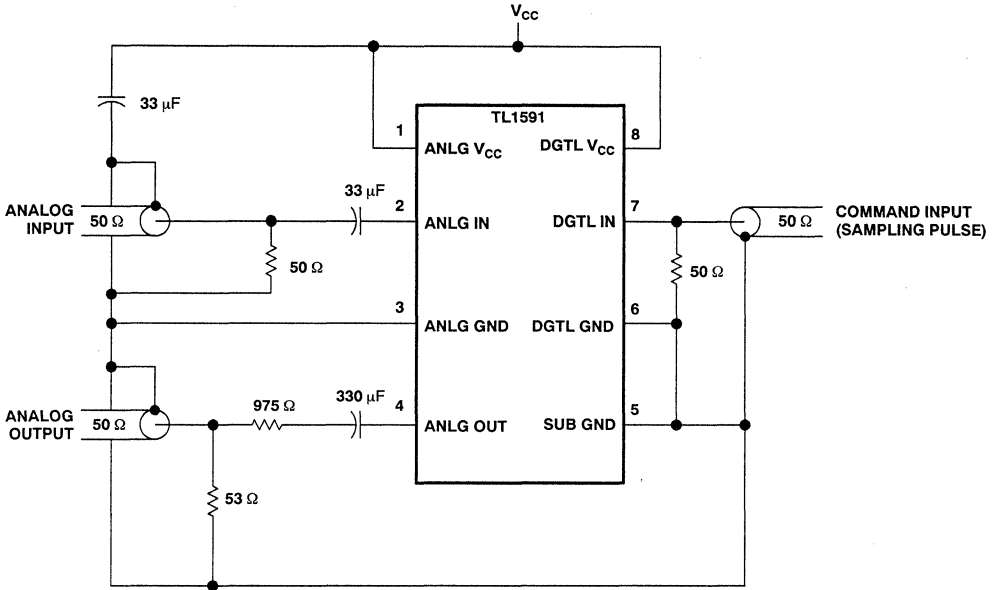 VCC
33 μF
TL1591
1
ANLG VCC
DGTL VCC
8
ANALOG
INPUT
50 Ω
33 μF
2
ANLG IN
DGTL IN
7
50 Ω
COMMAND INPUT
(SAMPLING PULSE)
50 Ω
50 Ω
3
ANLG GND
DGTL GND
6
ANALOG
OUTPUT
50 Ω
975 Ω
330 μF
4
ANLG OUT
SUB GND
5
53 Ω